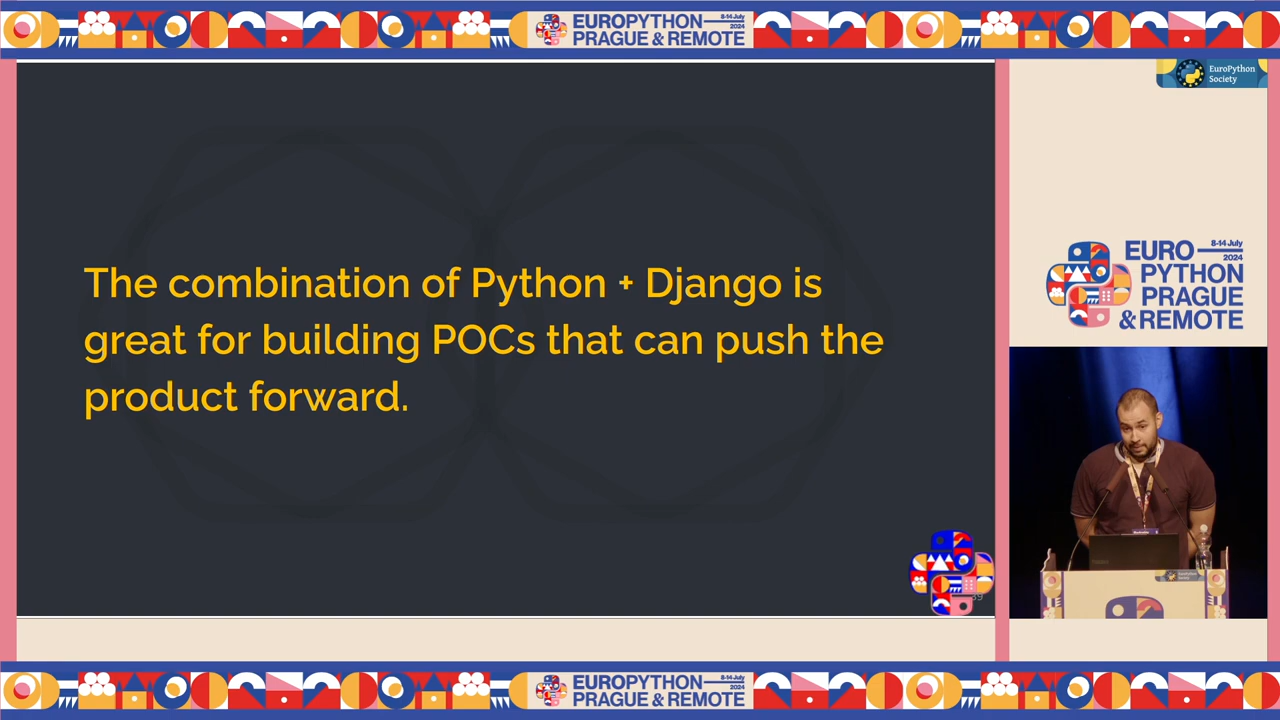 EUROPYTHON
8-14 July
2024
PRAGUE & REMOTE
EuroPython
Society
The combination of Python + Django is
great for building POCs that can push the
product forward.
EURO
8-14 July
2024
PYTHON
PRAGUE
& REMOTE
EuroPython
Society
EUROPYTHON
8-14 July
2024
PRAGUE & REMOTE